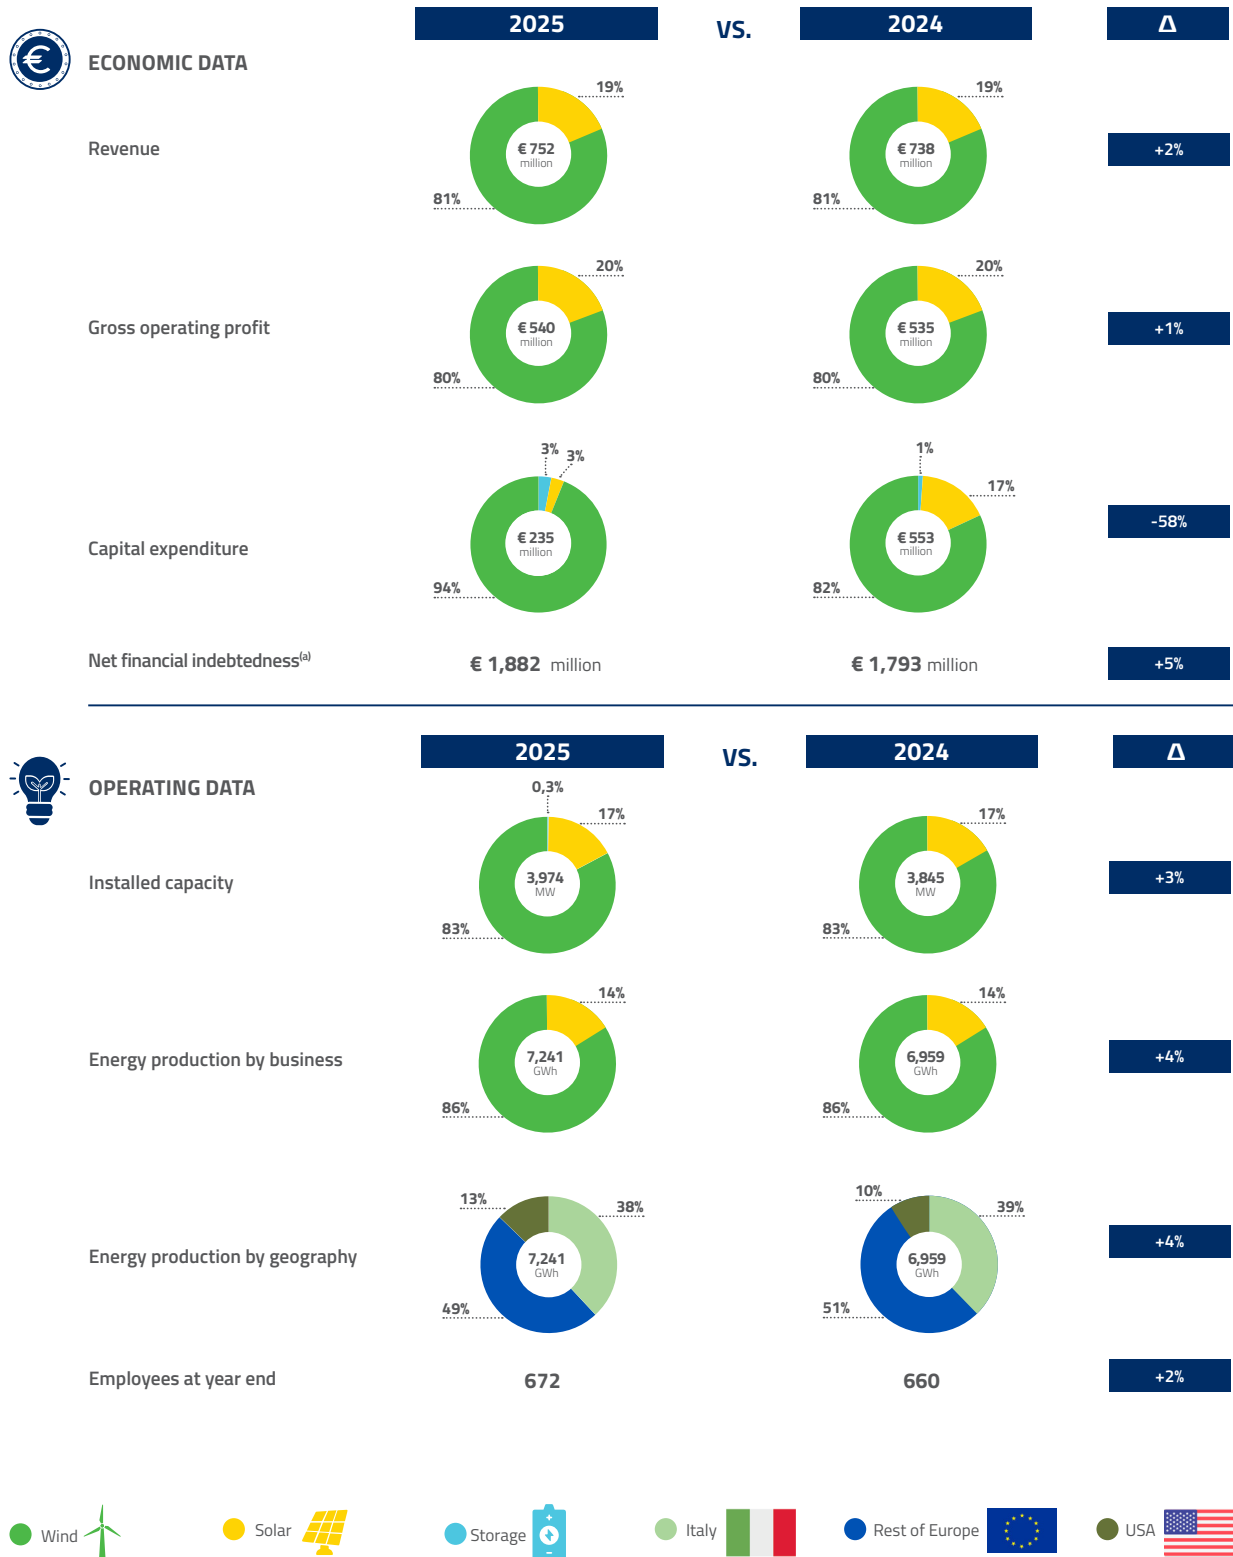 2025 VS. 2024 Δ
ECONOMIC DATA
Revenue
19%
€ 752
million
81%
19%
€ 738
million
81%
+2%
Gross operating profit
20%
€ 540
million
80%
20%
€ 535
million
80%
+1%
Capital expenditure
3% 3%
€ 235
million
94%
1%
17%
€ 553
million
82%
-58%
Net financial indebtedness(a)
€ 1,882 million
€ 1,793 million
+5%
2025 VS. 2024 Δ
OPERATING DATA
Installed capacity
0,3%
17%
3,974
MW
83%
17%
3,845
MW
83%
+3%
Energy production by business
14%
7,241
GWh
86%
14%
6,959
GWh
86%
+4%
Energy production by geography
13%
38%
7,241
GWh
49%
10%
39%
6,959
GWh
51%
+4%
Employees at year end
672
660
+2%
Wind Solar Storage Italy Rest of Europe USA